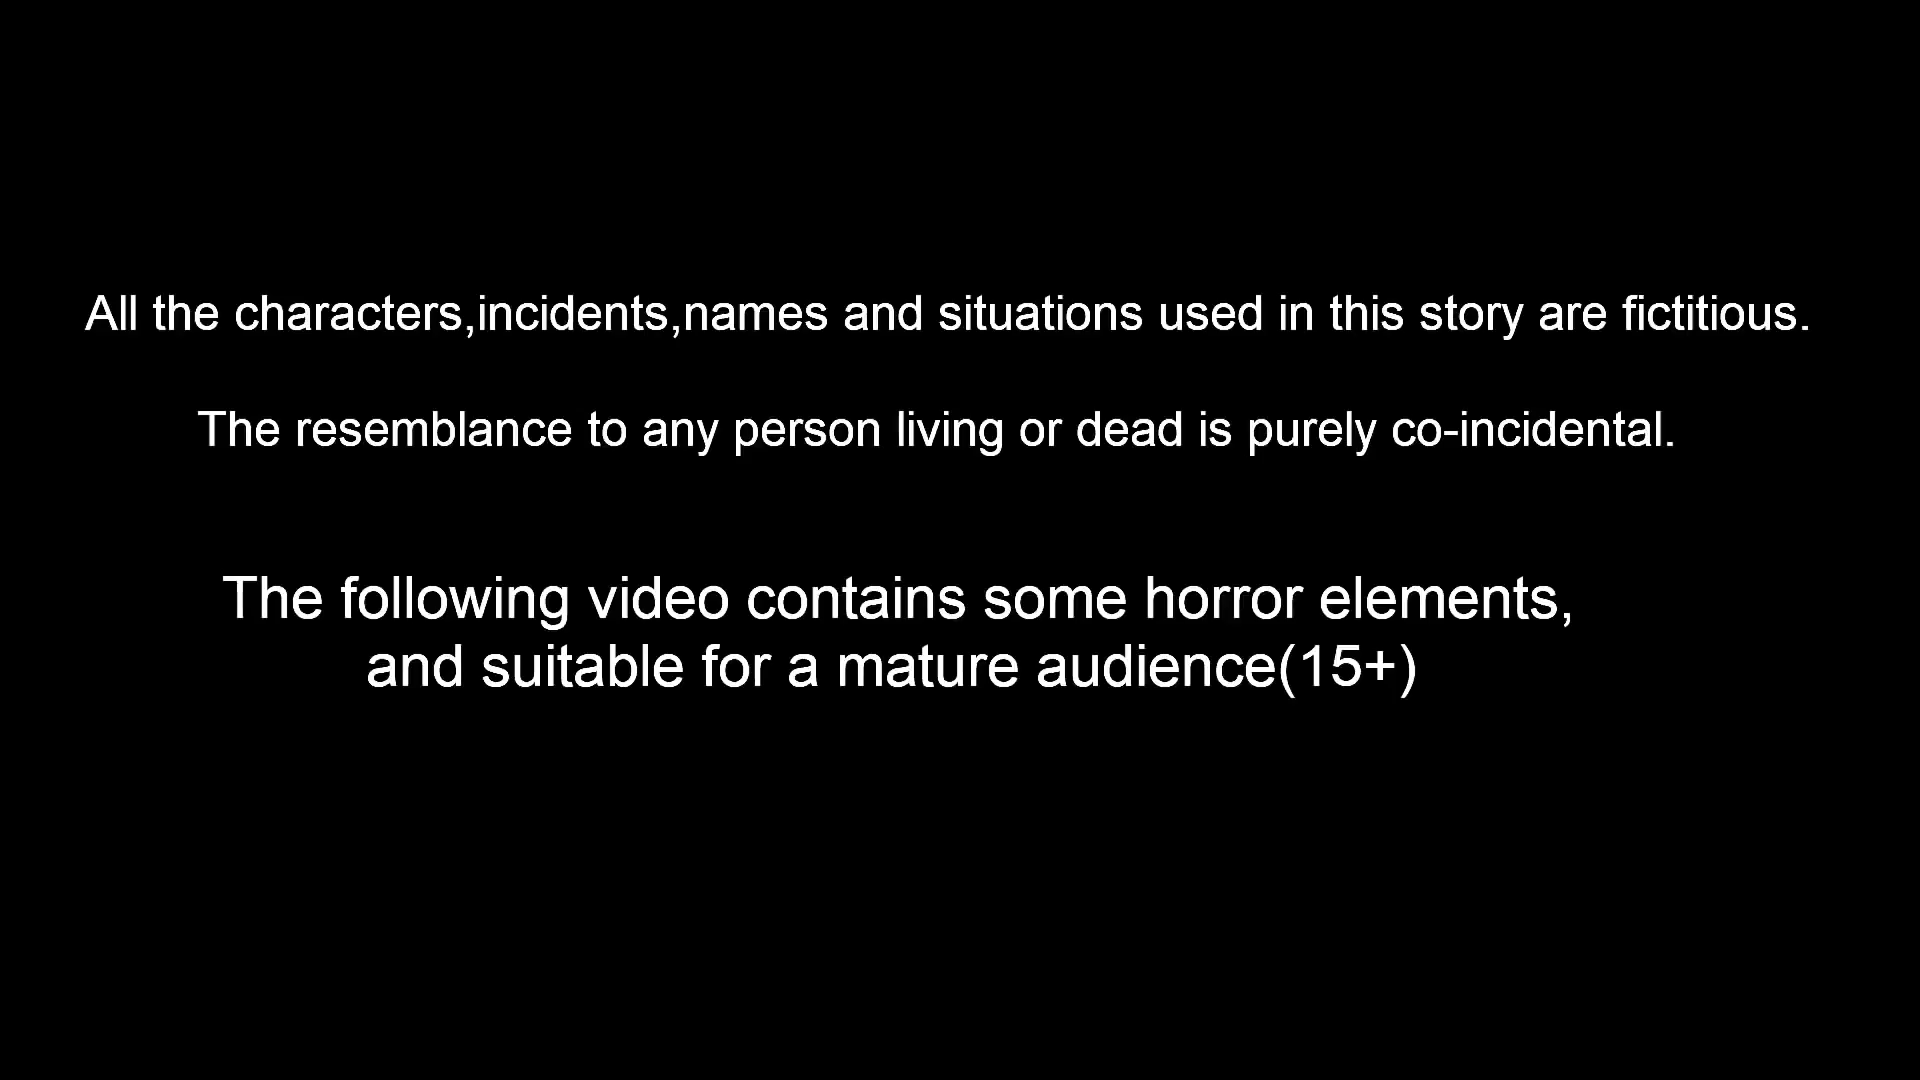 All the characters,incidents,names and situations used in this story are fictitious.
The resemblance to any person living or dead is purely co-incidental.
The following video contains some horror elements,
and suitable for a mature audience(15+)